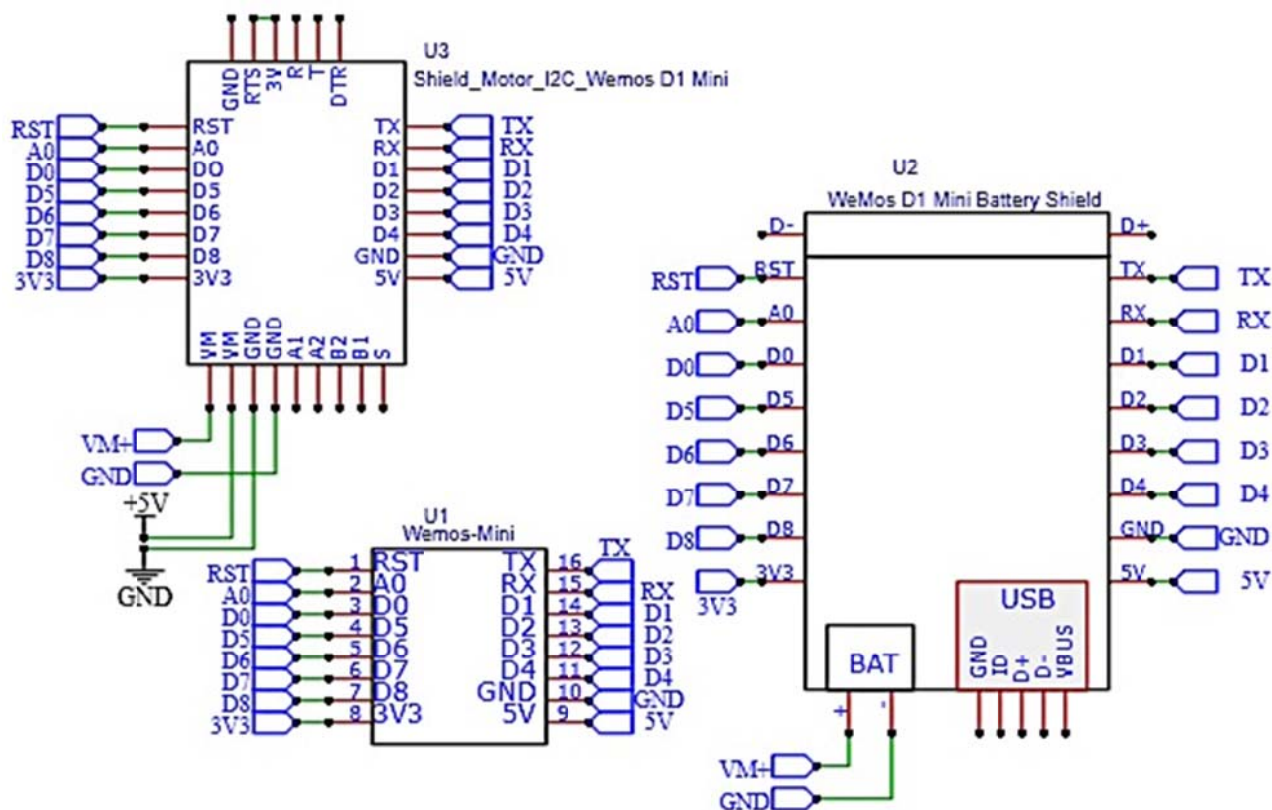 U3
Shield_Motor_I2C_Wemos D1 Mini
GND RTS 3V R T DTR
RST RST TX TX
A0 A0 RX RX
D0 DO D1 D1
D5 D5 D2 D2
D6 D6 D3 D3
D7 D7 D4 D4
D8 D8 GND GND
3V3 3V3 5V 5V
VM VM GND GND A1 A2 B2 B1 S
VM+
GND
+5V
GND
U1
Wemos-Mini
RST 1 RST TX 16 TX
A0 2 A0 RX 15 RX
D0 3 D0 D1 14 D1
D5 4 D5 D2 13 D2
D6 5 D6 D3 12 D3
D7 6 D7 D4 11 D4
D8 7 D8 GND 10 GND
3V3 8 3V3 5V 9 5V
U2
WeMos D1 Mini Battery Shield
D- D+
RST RST TX TX
A0 A0 RX RX
D0 D0 D1 D1
D5 D5 D2 D2
D6 D6 D3 D3
D7 D7 D4 D4
D8 D8 GND GND
3V3 3V3 5V 5V
USB
GND ID D+ D- VBUS
BAT
+ -
VM+
GND